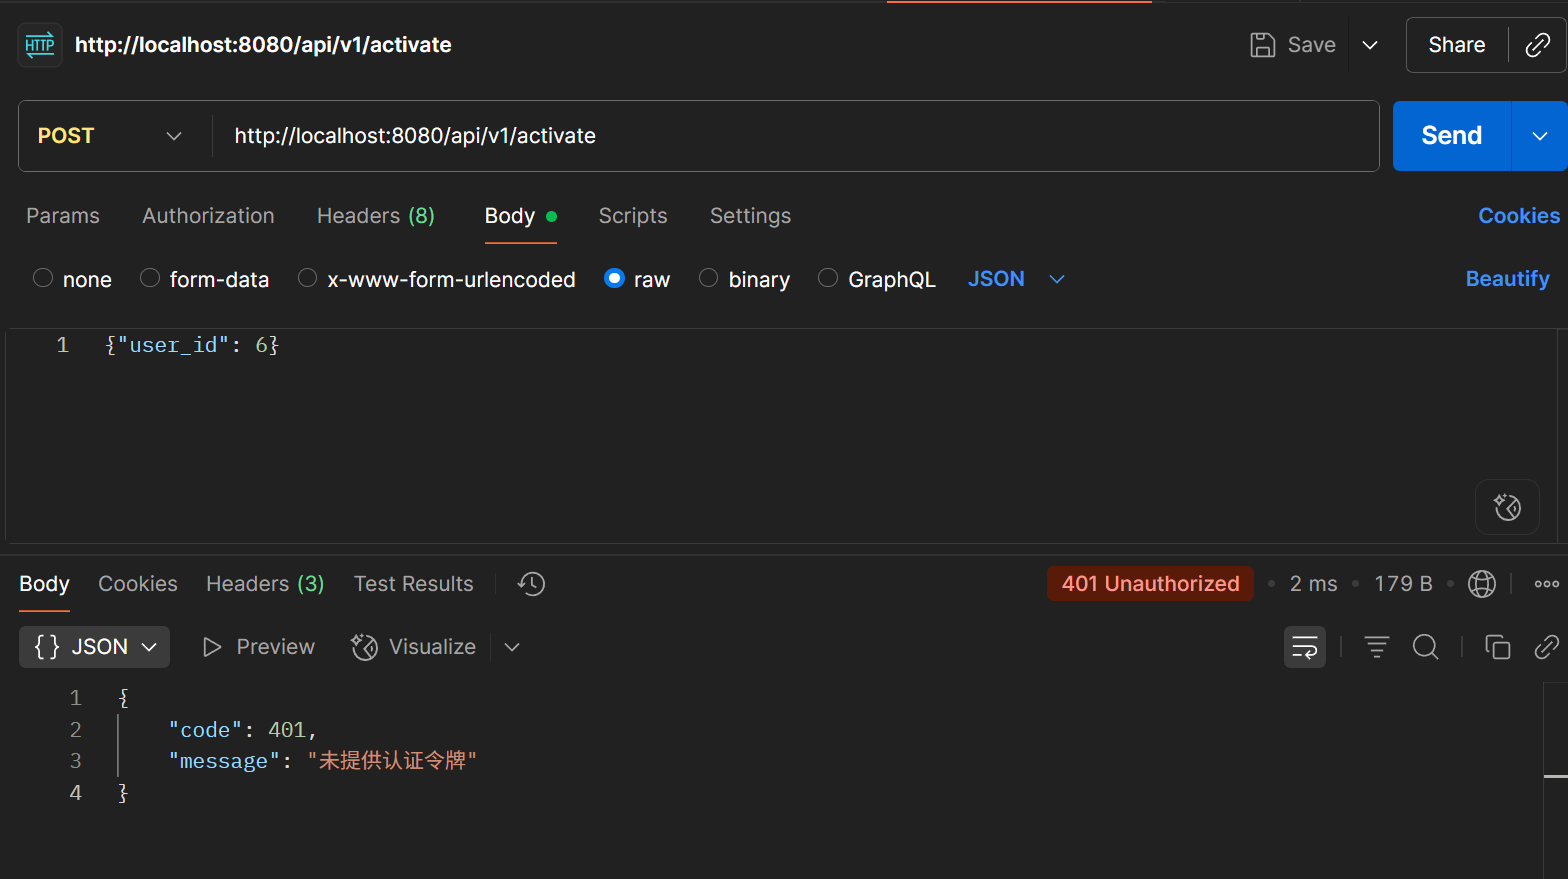 HTTP http://localhost:8080/api/v1/activate Save Share
POST http://localhost:8080/api/v1/activate Send
Params Authorization Headers (8) Body Scripts Settings Cookies
none form-data x-www-form-urlencoded raw binary GraphQL JSON Beautify
1 {"user_id": 6}
Body Cookies Headers (3) Test Results 401 Unauthorized 2 ms 179 B
{} JSON Preview Visualize
1 {
2 "code": 401,
3 "message": "未提供认证令牌"
4 }